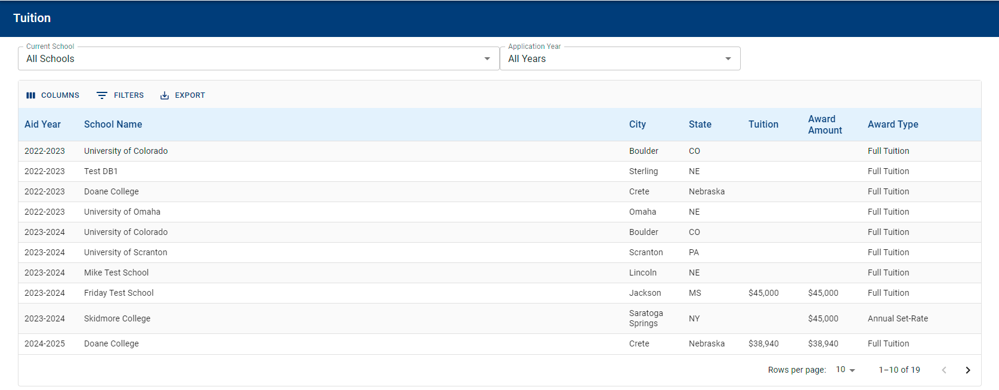 Tuition
Current School
All Schools
Application Year
All Years
COLUMNS FILTERS EXPORT
Aid Year School Name City State Tuition Award Amount Award Type
2022-2023 University of Colorado Boulder CO Full Tuition
2022-2023 Test DB1 Sterling NE Full Tuition
2022-2023 Doane College Crete Nebraska Full Tuition
2022-2023 University of Omaha Omaha NE Full Tuition
2023-2024 University of Colorado Boulder CO Full Tuition
2023-2024 University of Scranton Scranton PA Full Tuition
2023-2024 Mike Test School Lincoln NE Full Tuition
2023-2024 Friday Test School Jackson MS $45,000 $45,000 Full Tuition
2023-2024 Skidmore College Saratoga Springs NY $45,000 Annual Set-Rate
2024-2025 Doane College Crete Nebraska $38,940 $38,940 Full Tuition
Rows per page: 10 1–10 of 19